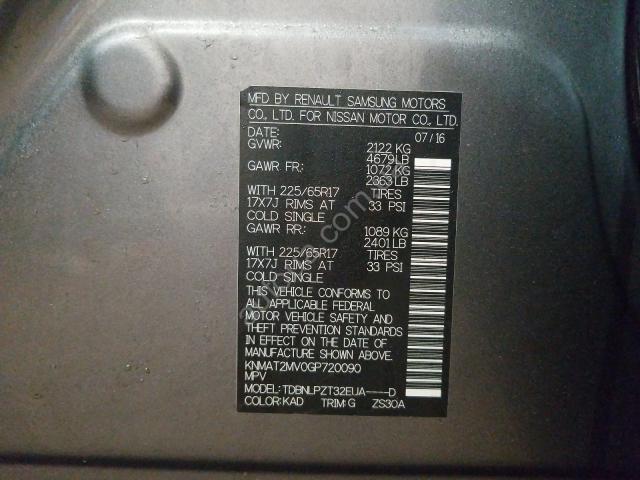 MFD BY RENAULT SAMSUNG MOTORS
CO., LTD. FOR NISSAN MOTOR CO., LTD.
DATE: 07/16
GVWR: 2122 KG
4679 LB
GAWR FR: 1072 KG
2363 LB
WITH 225/65R17 TIRES
17X7J RIMS AT 33 PSI
COLD SINGLE
GAWR RR: 1089 KG
2401 LB
WITH 225/65R17 TIRES
17X7J RIMS AT 33 PSI
COLD SINGLE
THIS VEHICLE CONFORMS TO
ALL APPLICABLE FEDERAL
MOTOR VEHICLE SAFETY AND
THEFT PREVENTION STANDARDS
IN EFFECT ON THE DATE OF
MANUFACTURE SHOWN ABOVE.
KNMAT2MV0GP720090
MPV
MODEL: TDBNLPZT32EUA----D
COLOR: KAD TRIM: G ZS30A